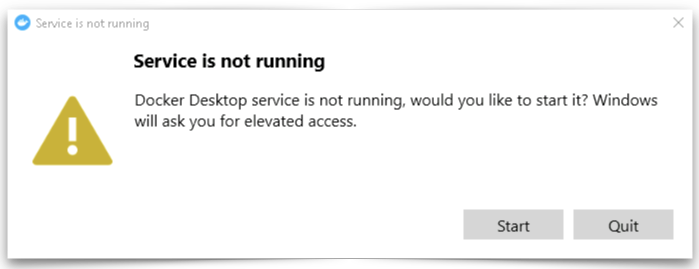 Service is not running
Service is not running
Docker Desktop service is not running, would you like to start it? Windows
will ask you for elevated access.
Start Quit